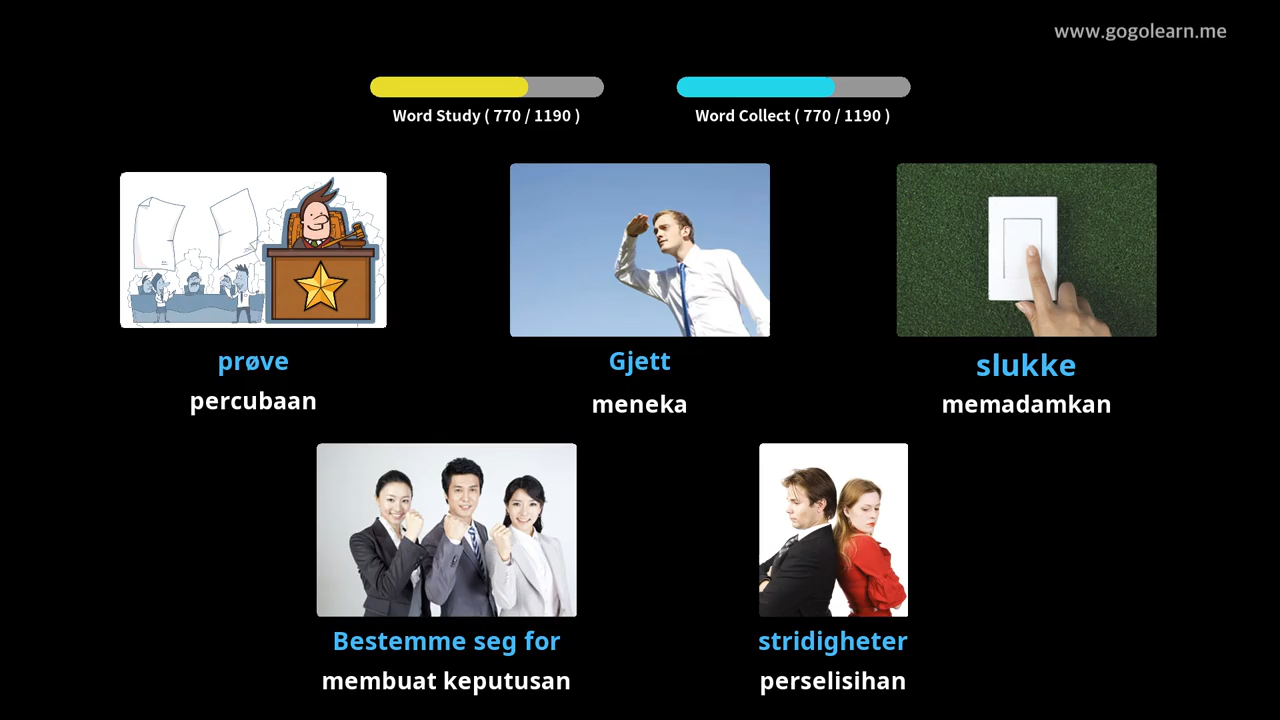 www.gogolearn.me
Word Study ( 770 / 1190 )
Word Collect ( 770 / 1190 )
prøve
percubaan
Gjett
meneka
slukke
memadamkan
Bestemme seg for
membuat keputusan
stridigheter
perselisihan